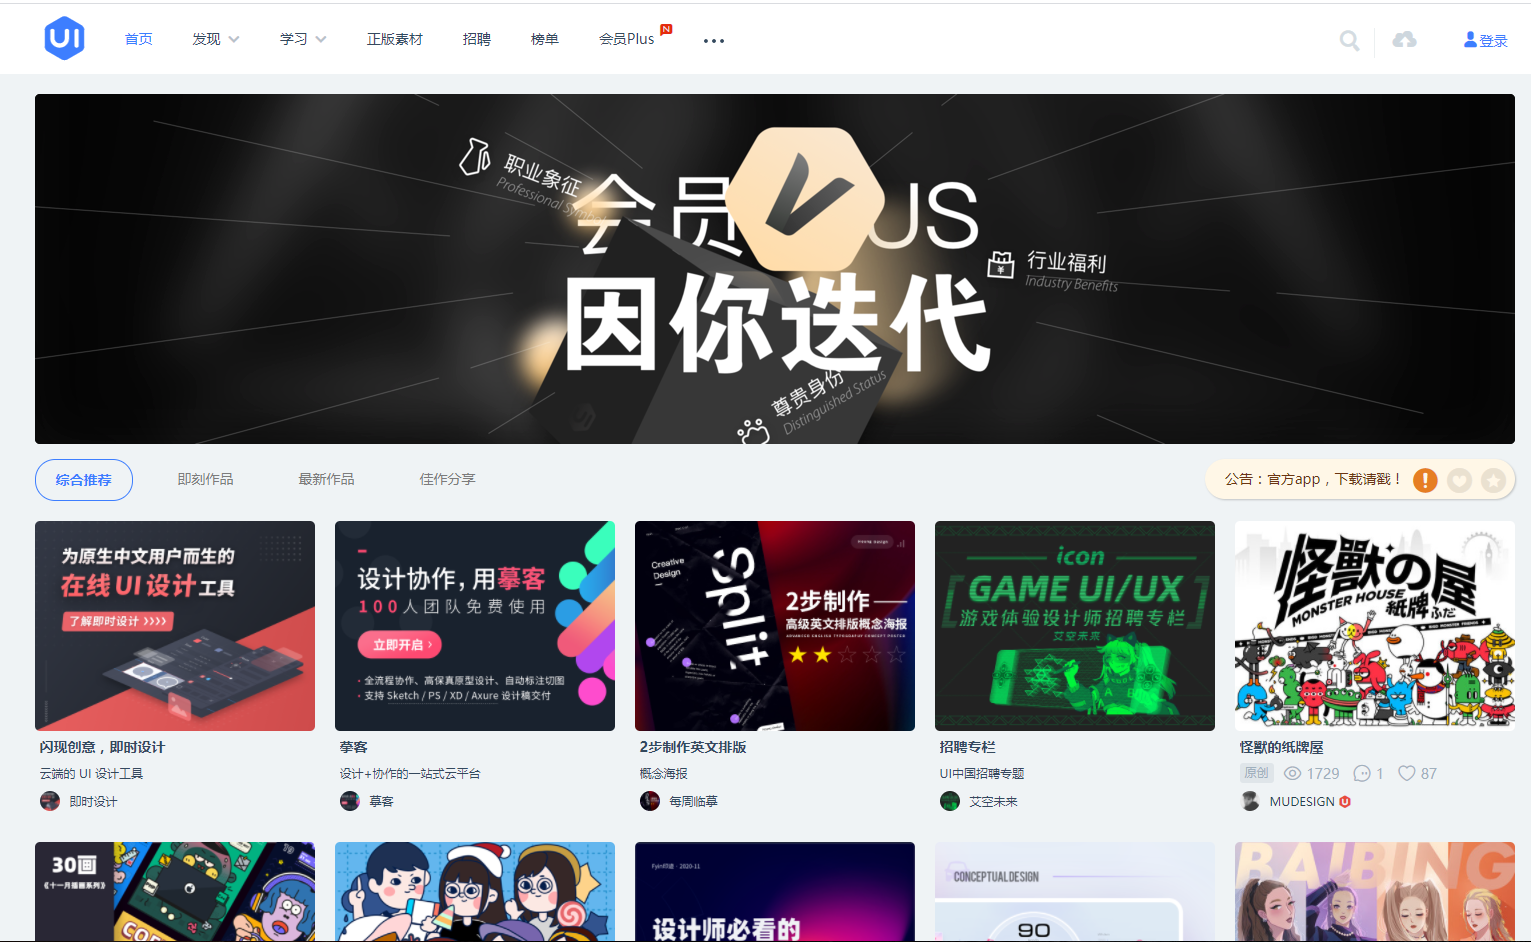 UI
首页
发现
学习
正版素材
招聘
榜单
会员Plus
N
登录
职业象征
Professional Symbol
会员
US
行业福利
Industry Benefits
因你迭代
尊贵身份
Distinguished Status
综合推荐
即刻作品
最新作品
佳作分享
公告：官方app，下载请戳！
为原生中文用户而生的
在线 UI 设计工具
了解即时设计 >>>>
设计协作，用摹客
100人团队免费使用
立即开启 ›
· 全流程协作、高保真原型设计、自动标注切图
· 支持 Sketch / PS / XD / Axure 设计稿交付
Creative
Design
Split
2步制作
高级英文排版概念海报
ADVANCED ENGLISH TYPOGRAPHY CONCEPT POSTER
icon
GAME UI/UX
游戏体验设计师招聘专栏
艾空未来
怪獸の屋
MONSTER HOUSE
紙牌
ふだ
闪现创意，即时设计
云端的 UI 设计工具
即时设计
摹客
设计+协作的一站式云平台
摹客
2步制作英文排版
概念海报
每周临摹
招聘专栏
UI中国招聘专题
艾空未来
怪獸的纸牌屋
原创
1729
1
87
MUDESIGN
30画
《十一月插画系列》
Fyin印迹 · 2020-11
设计师必看的
CONCEPTUAL DESIGN
90
BAIBING